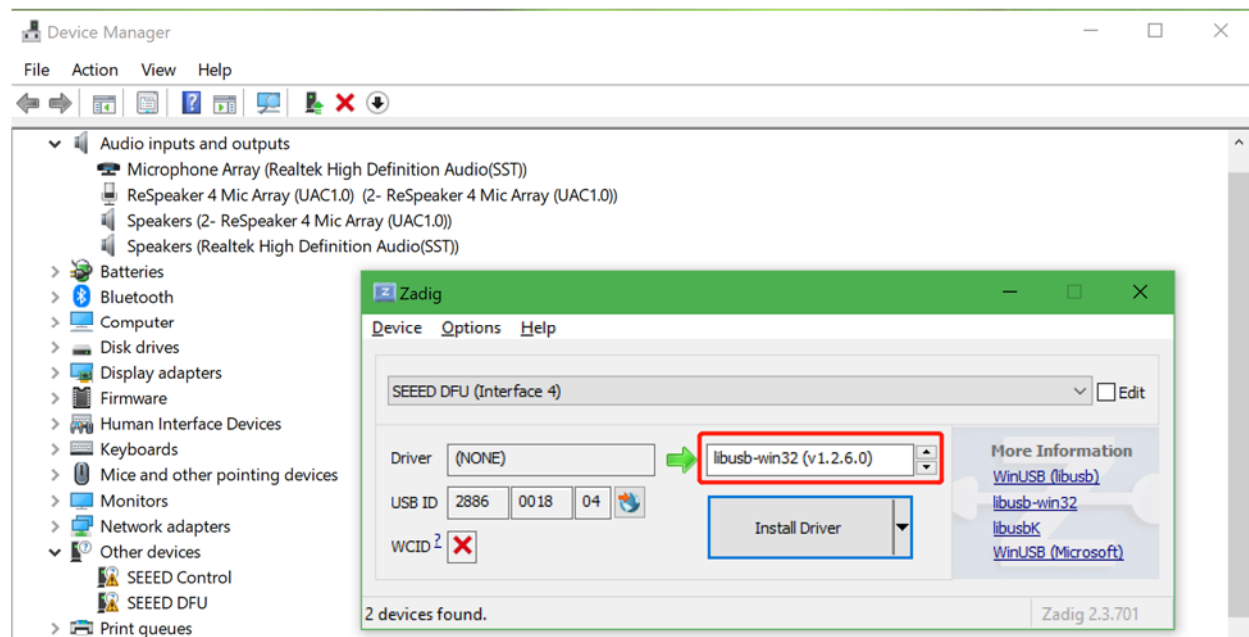 Device Manager
File Action View Help
Audio inputs and outputs
Microphone Array (Realtek High Definition Audio(SST))
ReSpeaker 4 Mic Array (UAC1.0) (2- ReSpeaker 4 Mic Array (UAC1.0))
Speakers (2- ReSpeaker 4 Mic Array (UAC1.0))
Speakers (Realtek High Definition Audio(SST))
Batteries
Bluetooth
Computer
Disk drives
Display adapters
Firmware
Human Interface Devices
Keyboards
Mice and other pointing devices
Monitors
Network adapters
Other devices
SEEED Control
SEEED DFU
Print queues
Zadig
Device Options Help
SEEED DFU (Interface 4)
Edit
Driver (NONE) libusb-win32 (v1.2.6.0)
USB ID 2886 0018 04
WCID ?
Install Driver
More Information
WinUSB (libusb)
libusb-win32
libusbK
WinUSB (Microsoft)
2 devices found.
Zadig 2.3.701